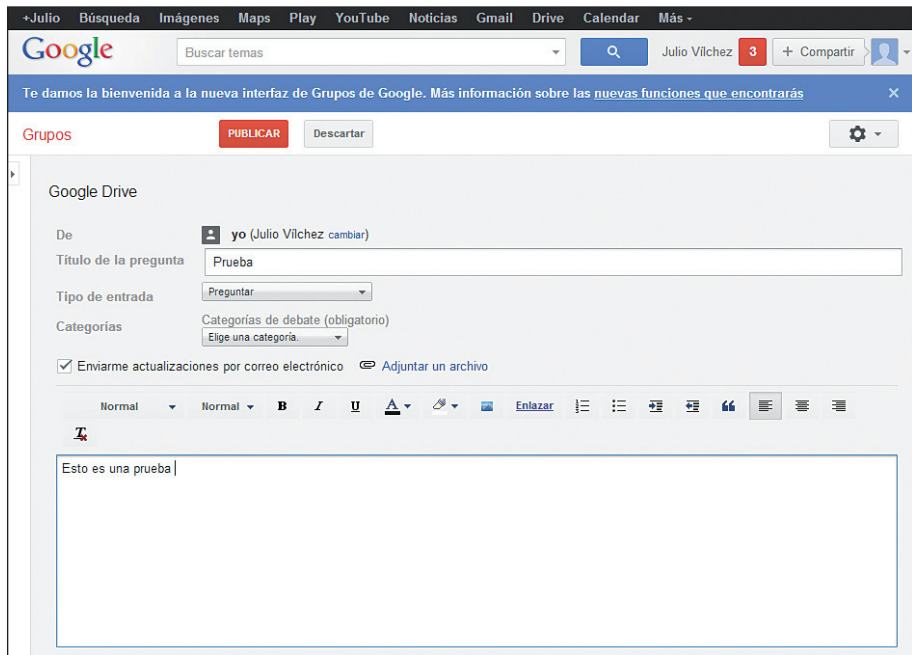 +Julio Búsqueda Imágenes Maps Play YouTube Noticias Gmail Drive Calendar Más
Google Buscar temas Julio Vílchez 3 + Compartir
Te damos la bienvenida a la nueva interfaz de Grupos de Google. Más información sobre las nuevas funciones que encontrarás ×
Grupos PUBLICAR Descartar
Google Drive
De yo (Julio Vílchez cambiar)
Título de la pregunta Prueba
Tipo de entrada Preguntar
Categorías Categorías de debate (obligatorio)
Elige una categoría.
Enviarme actualizaciones por correo electrónico Adjuntar un archivo
Normal Normal B I U A Enlazar
Esto es una prueba